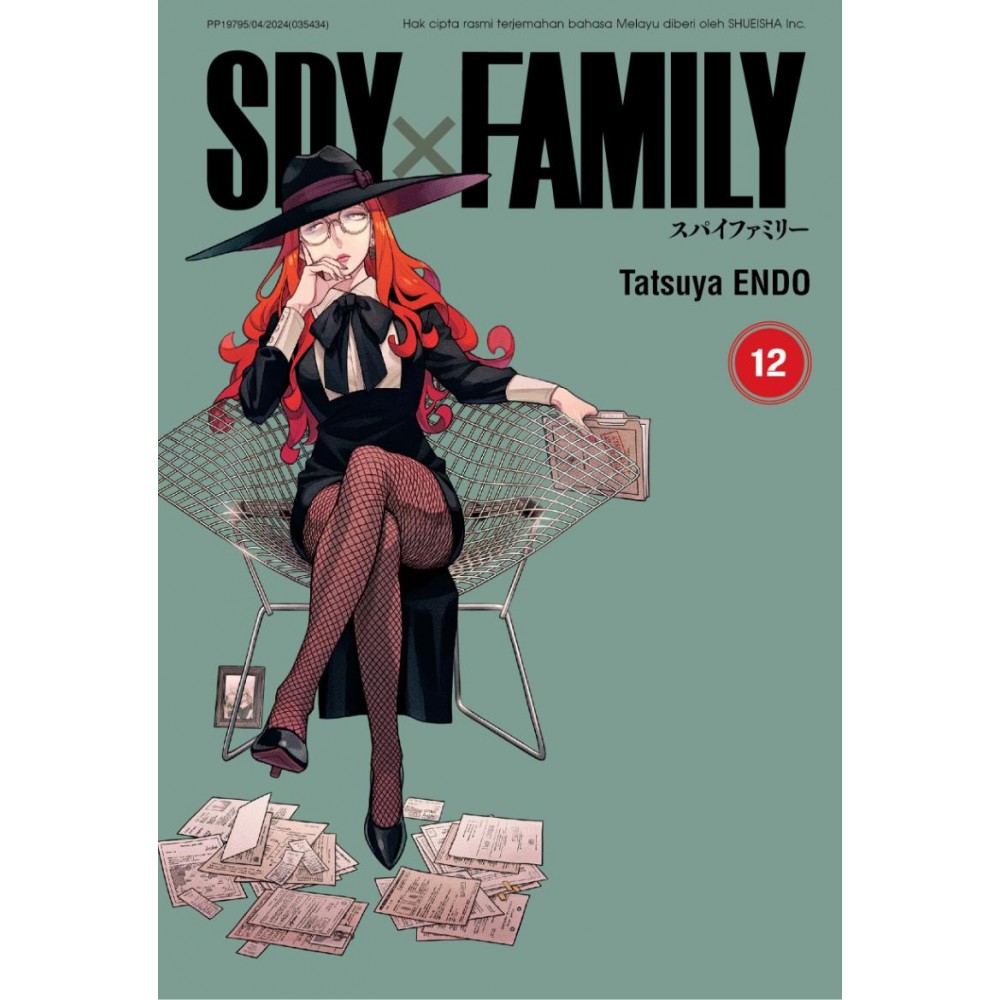 PP19795/04/2024(035434) Hak cipta rasmi terjemahan bahasa Melayu diberi oleh SHUEISHA Inc.
SPY×FAMILY
スパイファミリー
Tatsuya ENDO
12